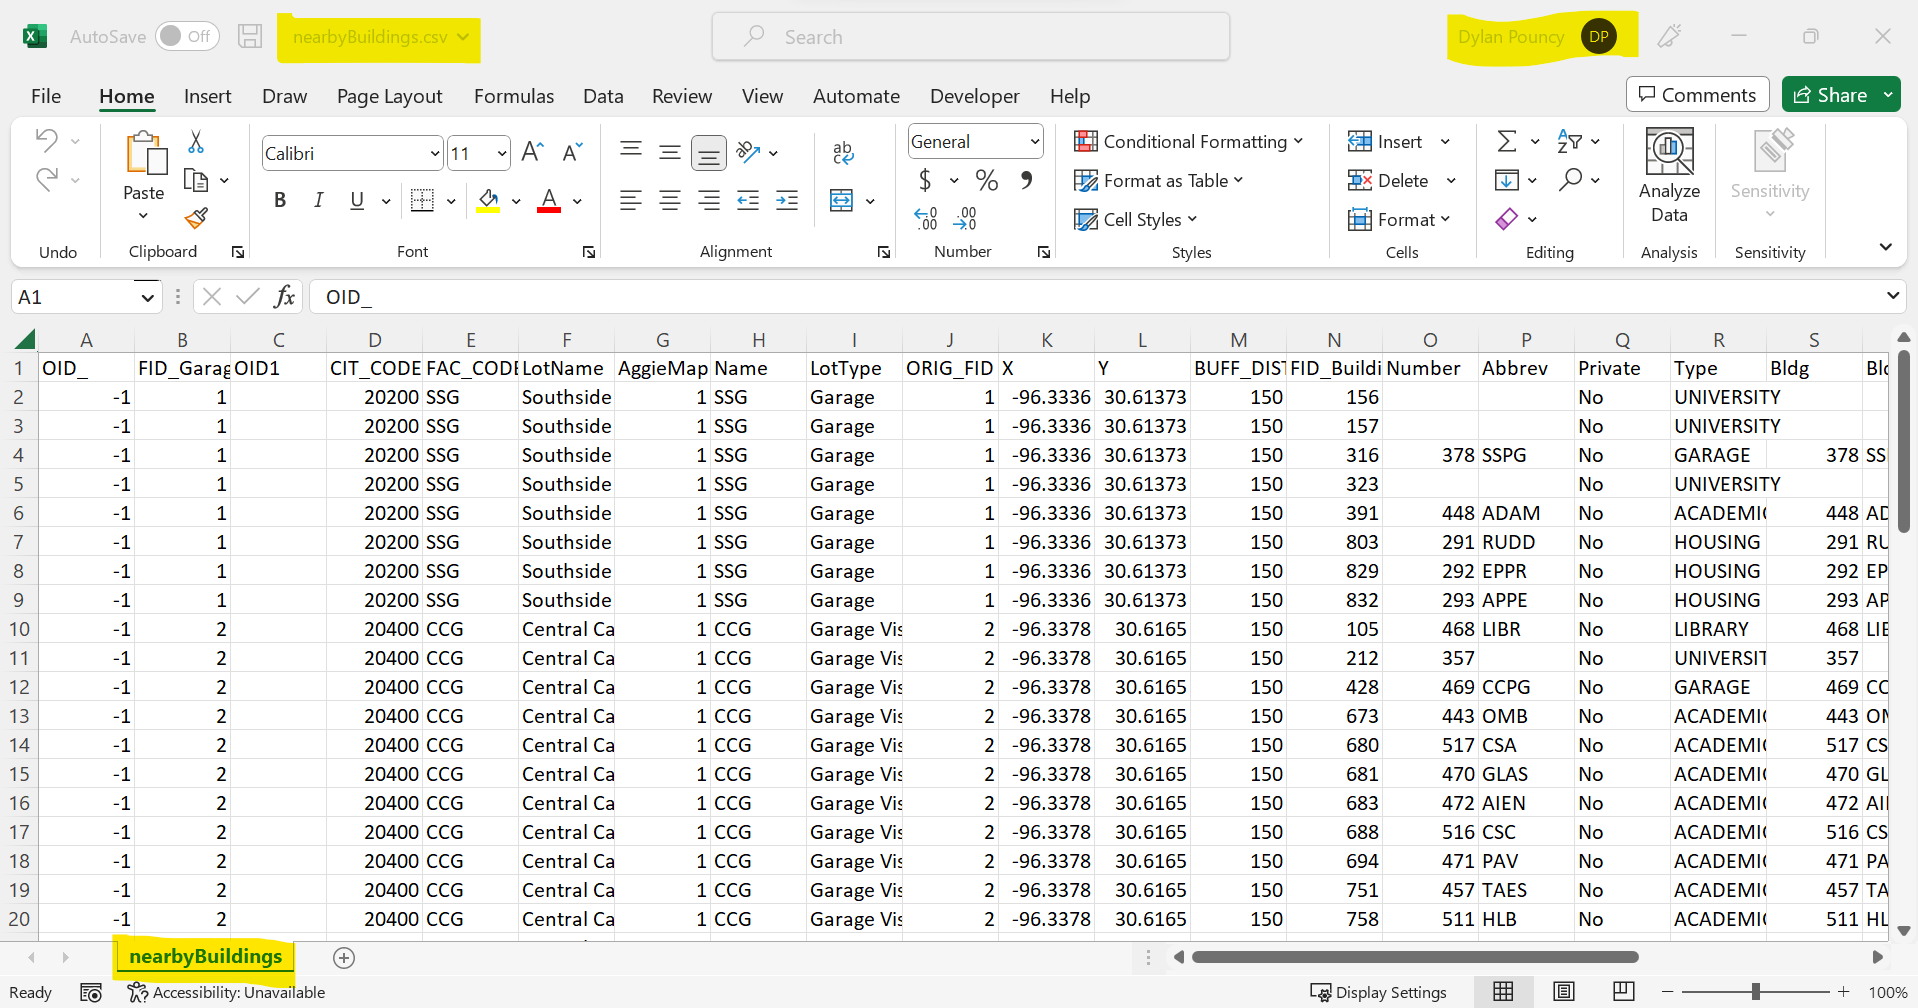 AutoSave Off nearbyBuildings.csv Search Dylan Pouncy DP
File Home Insert Draw Page Layout Formulas Data Review View Automate Developer Help Comments Share
Calibri 11 General Conditional Formatting Insert
Paste B I U $ % Format as Table Delete Analyze Data Sensitivity
Cell Styles Format
Undo Clipboard Font Alignment Number Styles Cells Editing Analysis Sensitivity
A1 fx OID_
A B C D E F G H I J K L M N O P Q R S
1 OID_ FID_Garag OID1 CIT_CODE FAC_CODE LotName AggieMap Name LotType ORIG_FID X Y BUFF_DIST FID_Buildi Number Abbrev Private Type Bldg Bld
2 -1 1 20200 SSG Southside 1 SSG Garage 1 -96.3336 30.61373 150 156 No UNIVERSITY
3 -1 1 20200 SSG Southside 1 SSG Garage 1 -96.3336 30.61373 150 157 No UNIVERSITY
4 -1 1 20200 SSG Southside 1 SSG Garage 1 -96.3336 30.61373 150 316 378 SSPG No GARAGE 378 SS
5 -1 1 20200 SSG Southside 1 SSG Garage 1 -96.3336 30.61373 150 323 No UNIVERSITY
6 -1 1 20200 SSG Southside 1 SSG Garage 1 -96.3336 30.61373 150 391 448 ADAM No ACADEMIC 448 AD
7 -1 1 20200 SSG Southside 1 SSG Garage 1 -96.3336 30.61373 150 803 291 RUDD No HOUSING 291 RU
8 -1 1 20200 SSG Southside 1 SSG Garage 1 -96.3336 30.61373 150 829 292 EPPR No HOUSING 292 EP
9 -1 1 20200 SSG Southside 1 SSG Garage 1 -96.3336 30.61373 150 832 293 APPE No HOUSING 293 AP
10 -1 2 20400 CCG Central Ca 1 CCG Garage Vis 2 -96.3378 30.6165 150 105 468 LIBR No LIBRARY 468 LIB
11 -1 2 20400 CCG Central Ca 1 CCG Garage Vis 2 -96.3378 30.6165 150 212 357 No UNIVERSIT 357
12 -1 2 20400 CCG Central Ca 1 CCG Garage Vis 2 -96.3378 30.6165 150 428 469 CCPG No GARAGE 469 CC
13 -1 2 20400 CCG Central Ca 1 CCG Garage Vis 2 -96.3378 30.6165 150 673 443 OMB No ACADEMIC 443 OM
14 -1 2 20400 CCG Central Ca 1 CCG Garage Vis 2 -96.3378 30.6165 150 680 517 CSA No ACADEMIC 517 CS
15 -1 2 20400 CCG Central Ca 1 CCG Garage Vis 2 -96.3378 30.6165 150 681 470 GLAS No ACADEMIC 470 GL
16 -1 2 20400 CCG Central Ca 1 CCG Garage Vis 2 -96.3378 30.6165 150 683 472 AIEN No ACADEMIC 472 AI
17 -1 2 20400 CCG Central Ca 1 CCG Garage Vis 2 -96.3378 30.6165 150 688 516 CSC No ACADEMIC 516 CS
18 -1 2 20400 CCG Central Ca 1 CCG Garage Vis 2 -96.3378 30.6165 150 694 471 PAV No ACADEMIC 471 PA
19 -1 2 20400 CCG Central Ca 1 CCG Garage Vis 2 -96.3378 30.6165 150 751 457 TAES No ACADEMIC 457 TA
20 -1 2 20400 CCG Central Ca 1 CCG Garage Vis 2 -96.3378 30.6165 150 758 511 HLB No ACADEMIC 511 HL
nearbyBuildings
Ready Accessibility: Unavailable Display Settings 100%